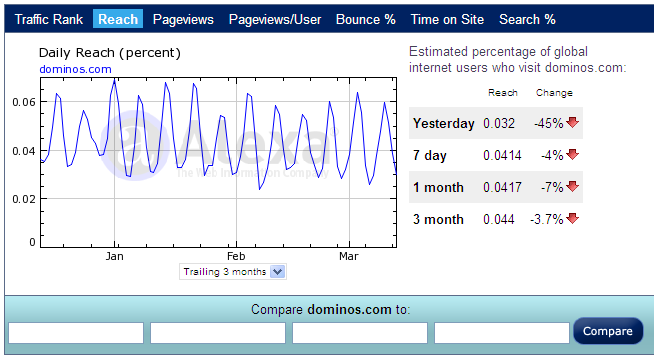 Traffic Rank Reach Pageviews Pageviews/User Bounce % Time on Site Search %
Daily Reach (percent)
dominos.com
0.06
0.04
0.02
0
Jan Feb Mar
Alexa
The Web Information Company
Trailing 3 months
Estimated percentage of global
internet users who visit dominos.com:
Reach Change
Yesterday 0.032 -45%
7 day 0.0414 -4%
1 month 0.0417 -7%
3 month 0.044 -3.7%
Compare dominos.com to:
Compare